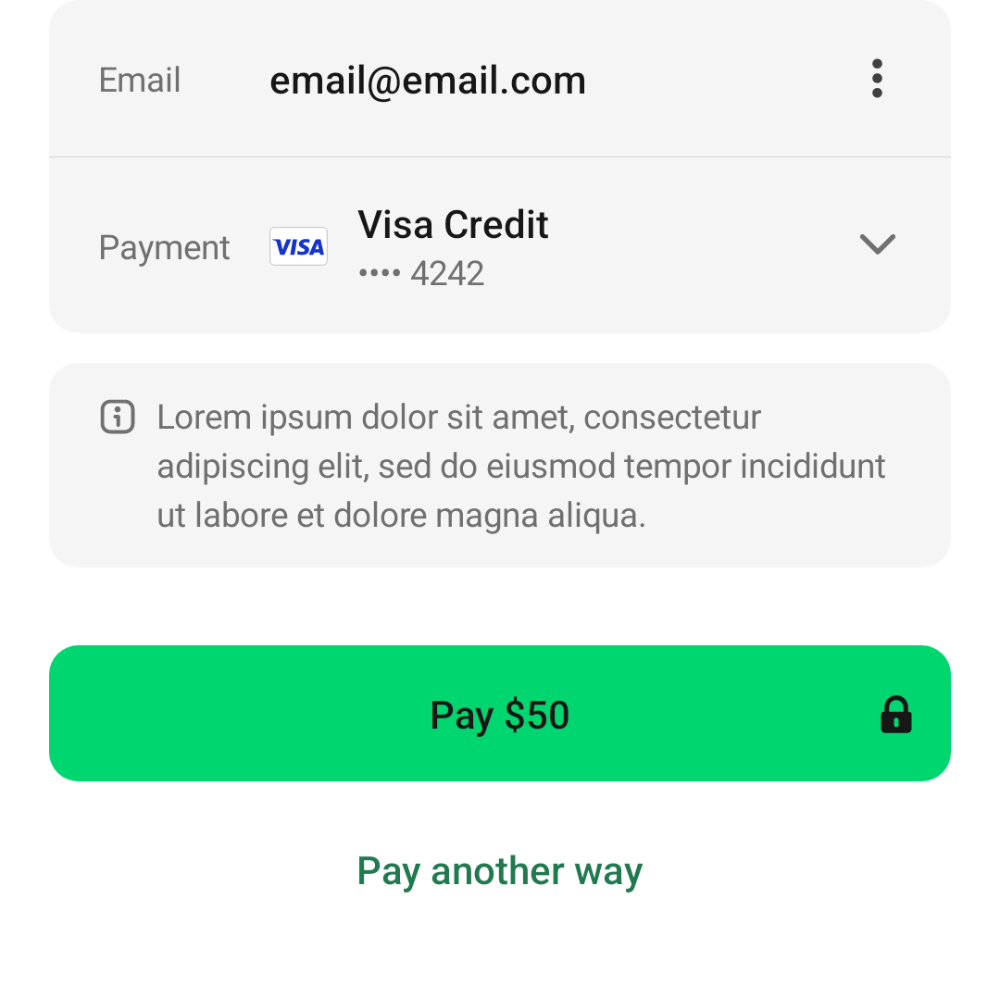 Email email@email.com
Visa Credit
Payment VISA
•••• 4242
Lorem ipsum dolor sit amet, consectetur
adipiscing elit, sed do eiusmod tempor incididunt
ut labore et dolore magna aliqua.
Pay $50
Pay another way